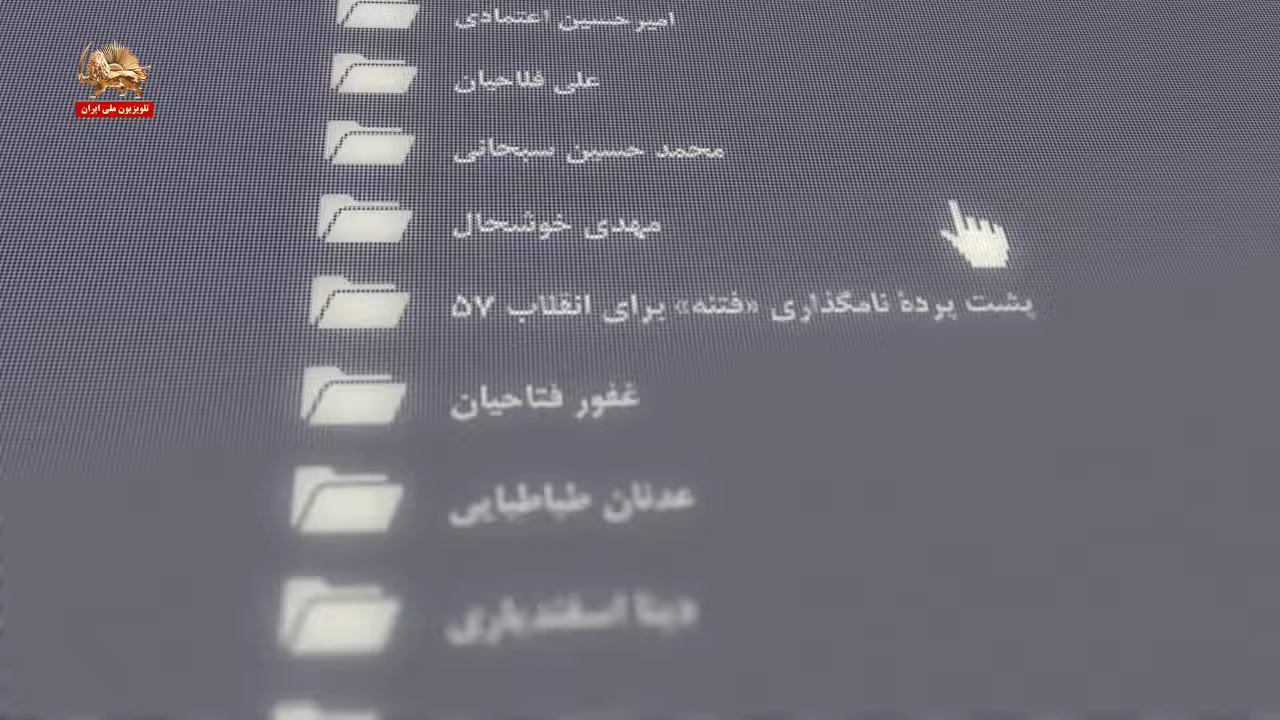 امیرحسین اعتمادی
تلویزیون ملی ایران
علی فلاحیان
محمد حسین سبحانی
مهدی خوشحال
پشت پردهٔ نامگذاری «فتنه» برای انقلاب ۵۷
غفور فتاحیان
عدنان طباطبایی
دینا اسفندیاری